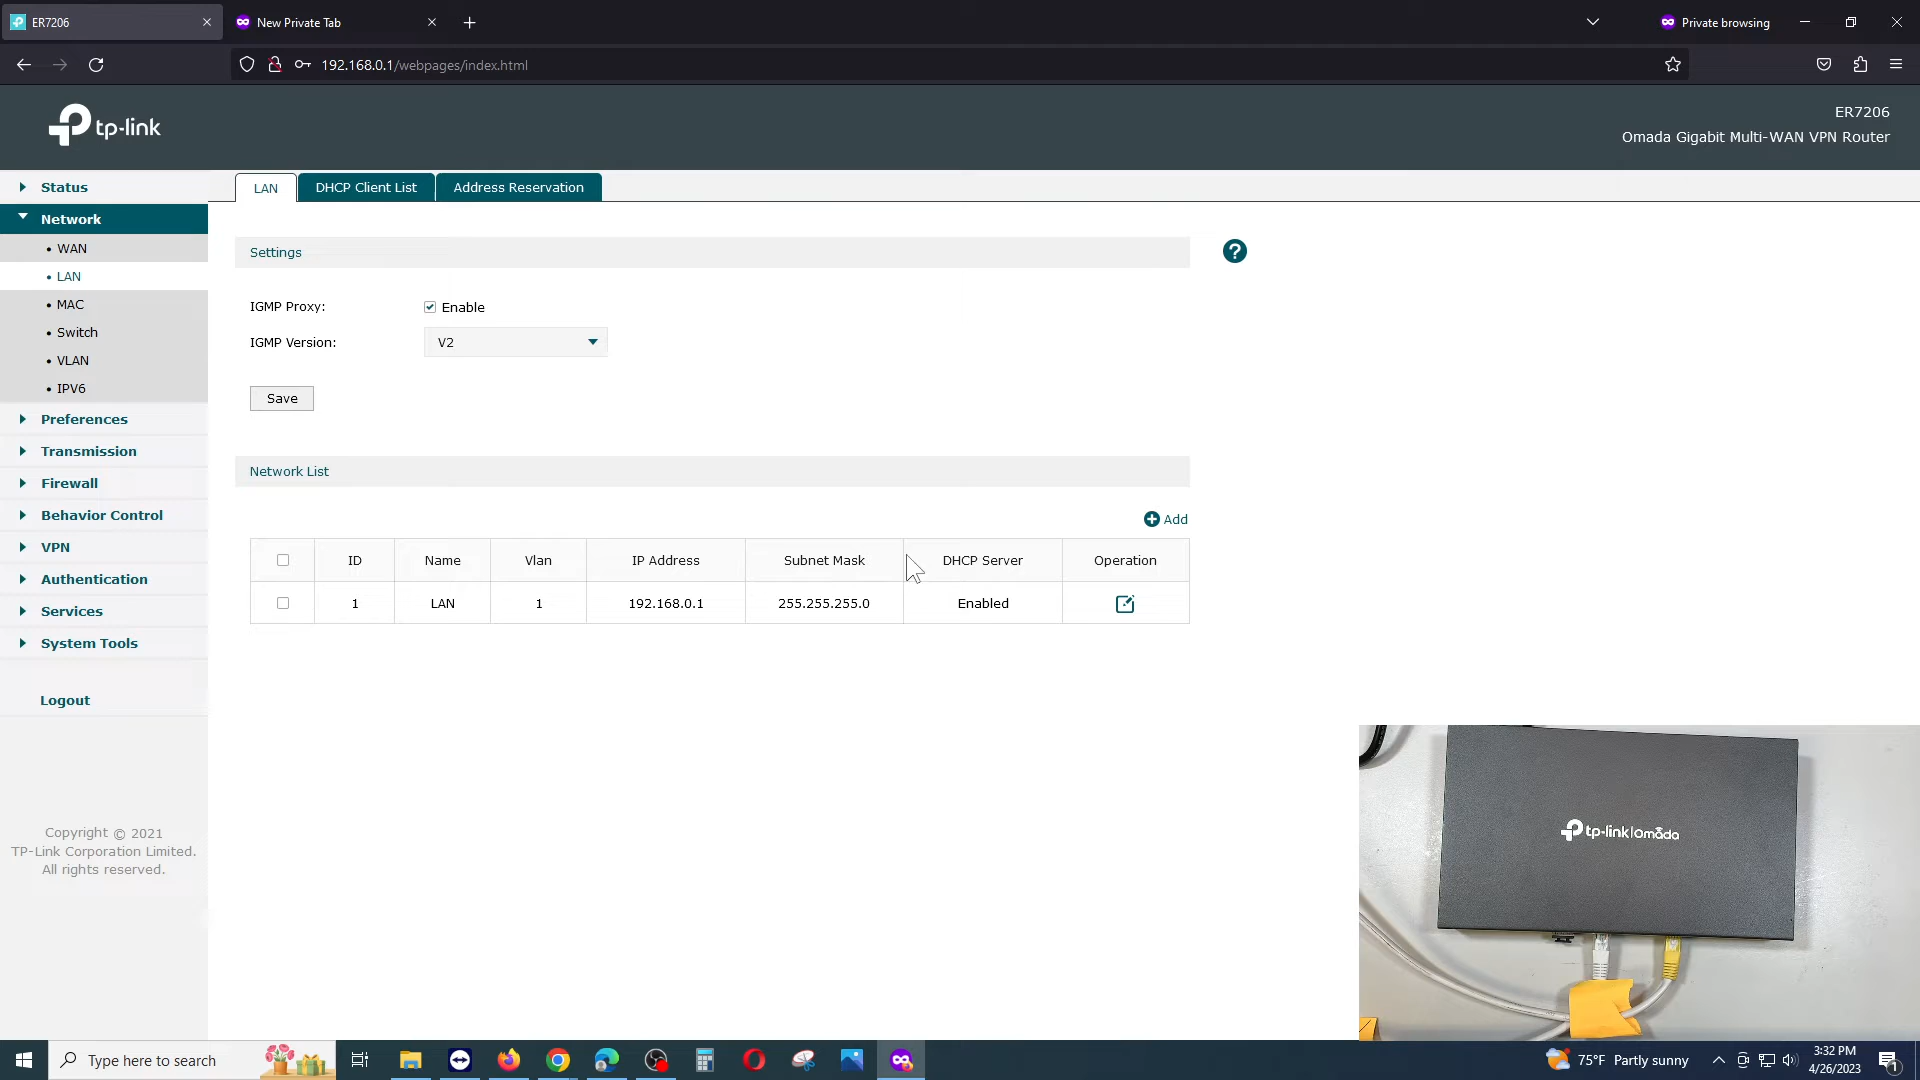 ER7206
New Private Tab
Private browsing
192.168.0.1/webpages/index.html
tp-link
ER7206
Omada Gigabit Multi-WAN VPN Router
Status
Network
WAN
LAN
MAC
Switch
VLAN
IPV6
Preferences
Transmission
Firewall
Behavior Control
VPN
Authentication
Services
System Tools
Logout
Copyright © 2021
TP-Link Corporation Limited.
All rights reserved.
LAN DHCP Client List Address Reservation
Settings
?
IGMP Proxy: Enable
IGMP Version: V2
Save
Network List
Add
ID Name Vlan IP Address Subnet Mask DHCP Server Operation
1 LAN 1 192.168.0.1 255.255.255.0 Enabled
tp-link|omada
Type here to search
75°F Partly sunny
3:32 PM
4/26/2023
1